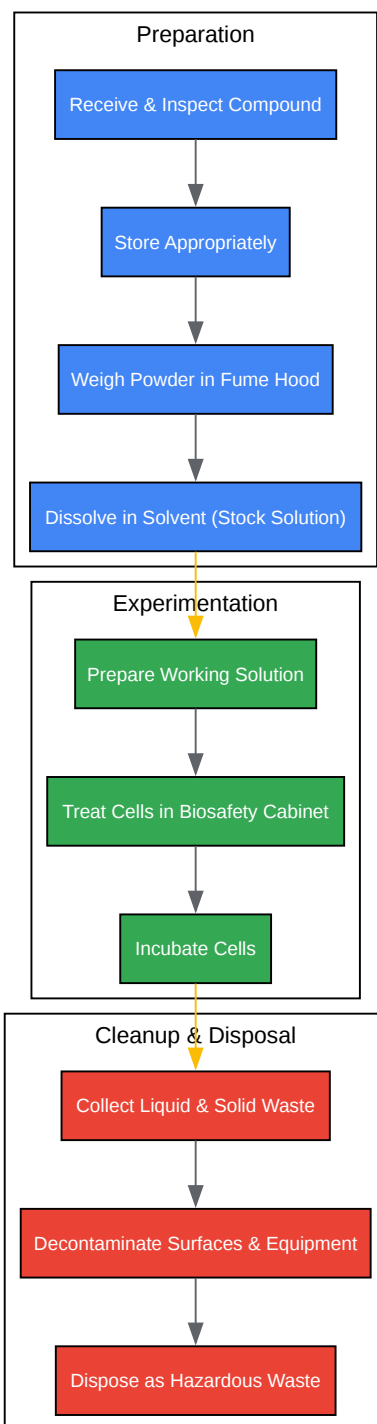 Preparation
Receive & Inspect Compound
Store Appropriately
Weigh Powder in Fume Hood
Dissolve in Solvent (Stock Solution)
Experimentation
Prepare Working Solution
Treat Cells in Biosafety Cabinet
Incubate Cells
Cleanup & Disposal
Collect Liquid & Solid Waste
Decontaminate Surfaces & Equipment
Dispose as Hazardous Waste